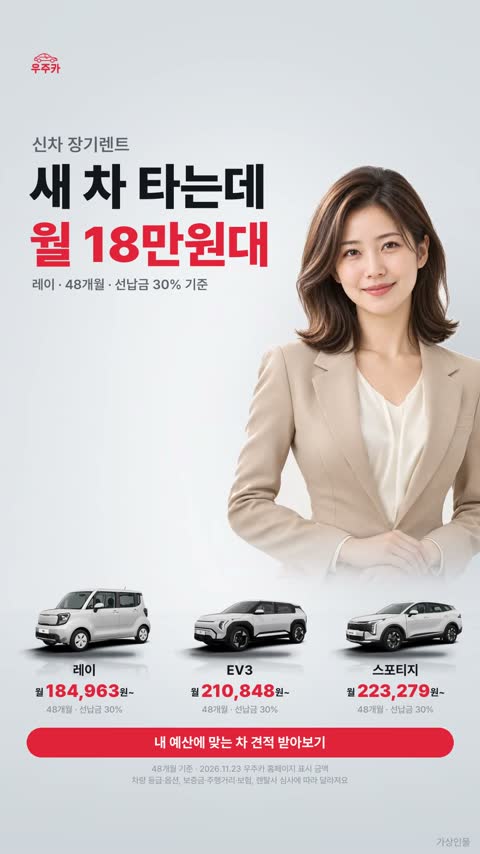 우주카
신차 장기렌트
새 차 타는데
월 18만원대
레이 · 48개월 · 선납금 30% 기준
레이
월 184,963원~
48개월 · 선납금 30%
EV3
월 210,848원~
48개월 · 선납금 30%
스포티지
월 223,279원~
48개월 · 선납금 30%
내 예산에 맞는 차 견적 받아보기
48개월 기준 · 2026.11.23 우주카 홈페이지 표시 금액
차량 등급·옵션, 보증금·주행거리·보험, 렌탈사 심사에 따라 달라져요
가상인물